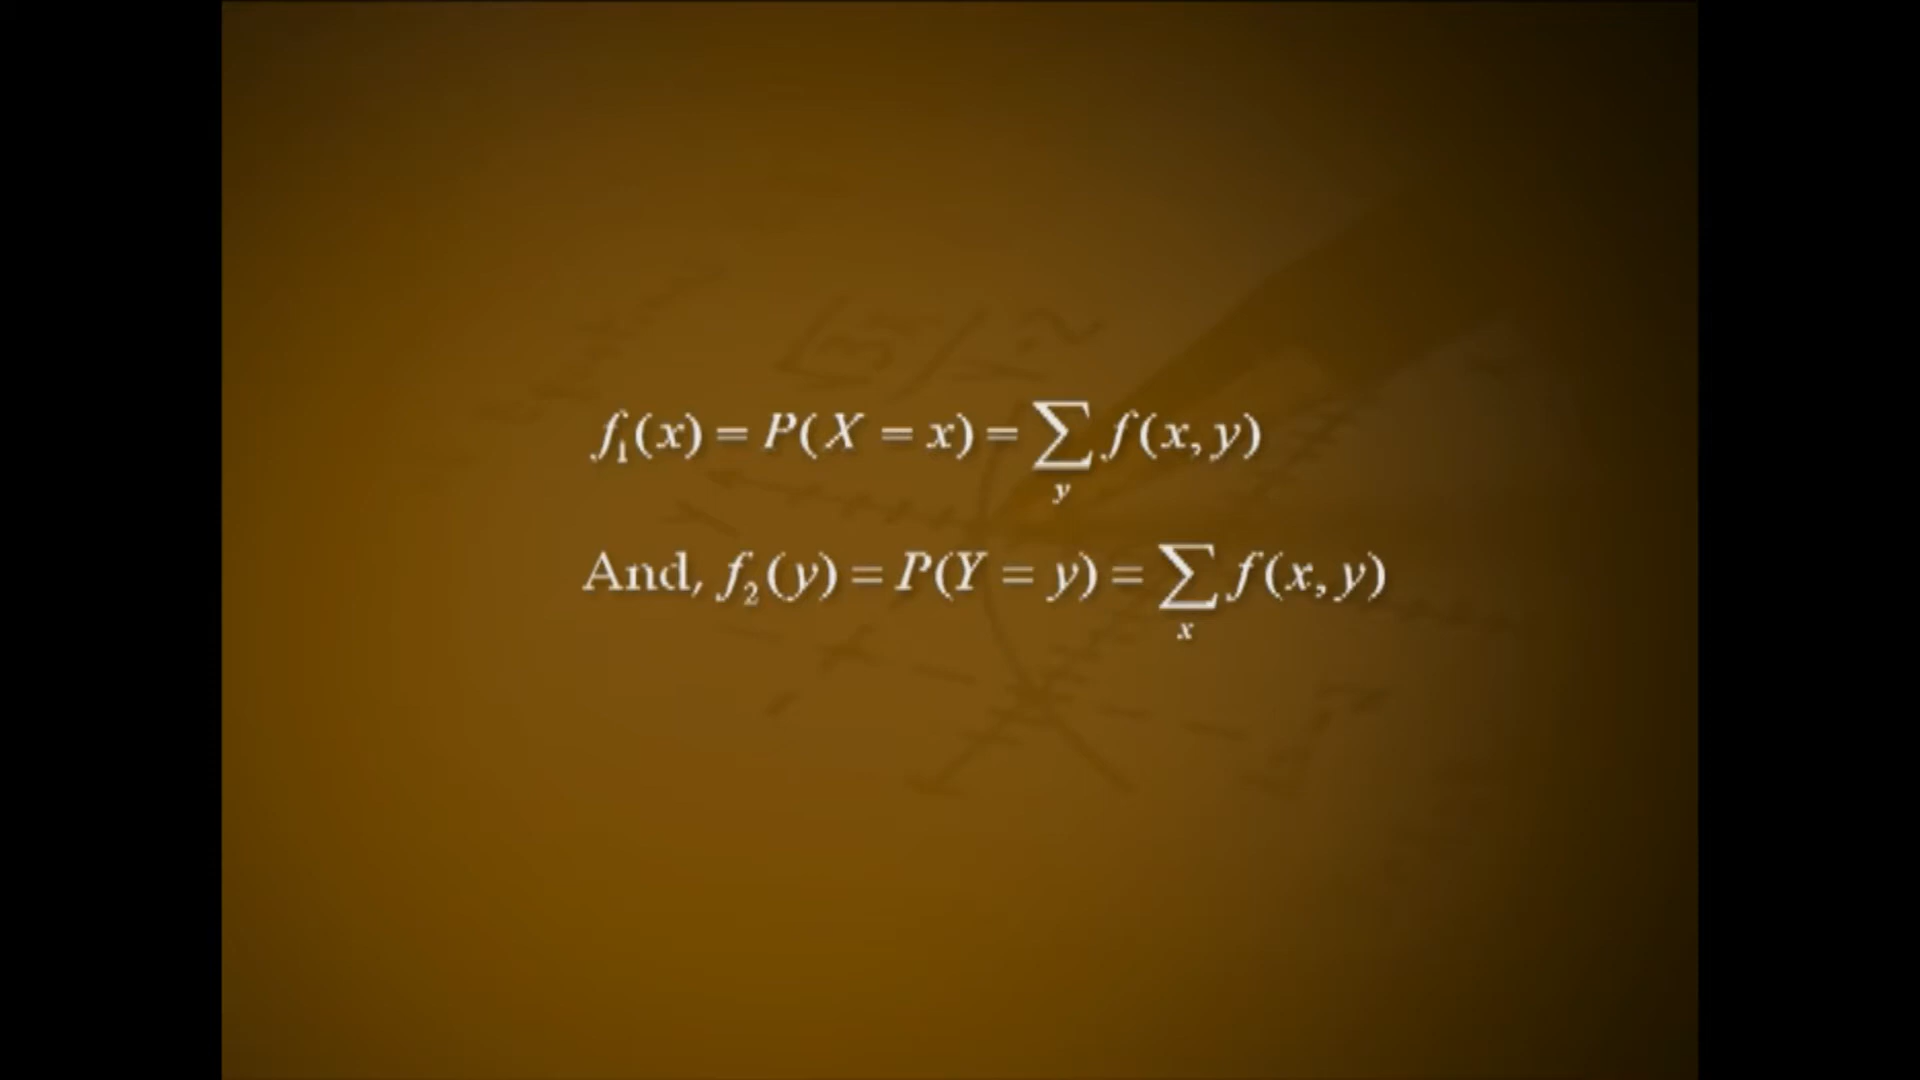 f₁(x) = P(X = x) = ∑_y f(x, y)
And, f₂(y) = P(Y = y) = ∑_x f(x, y)